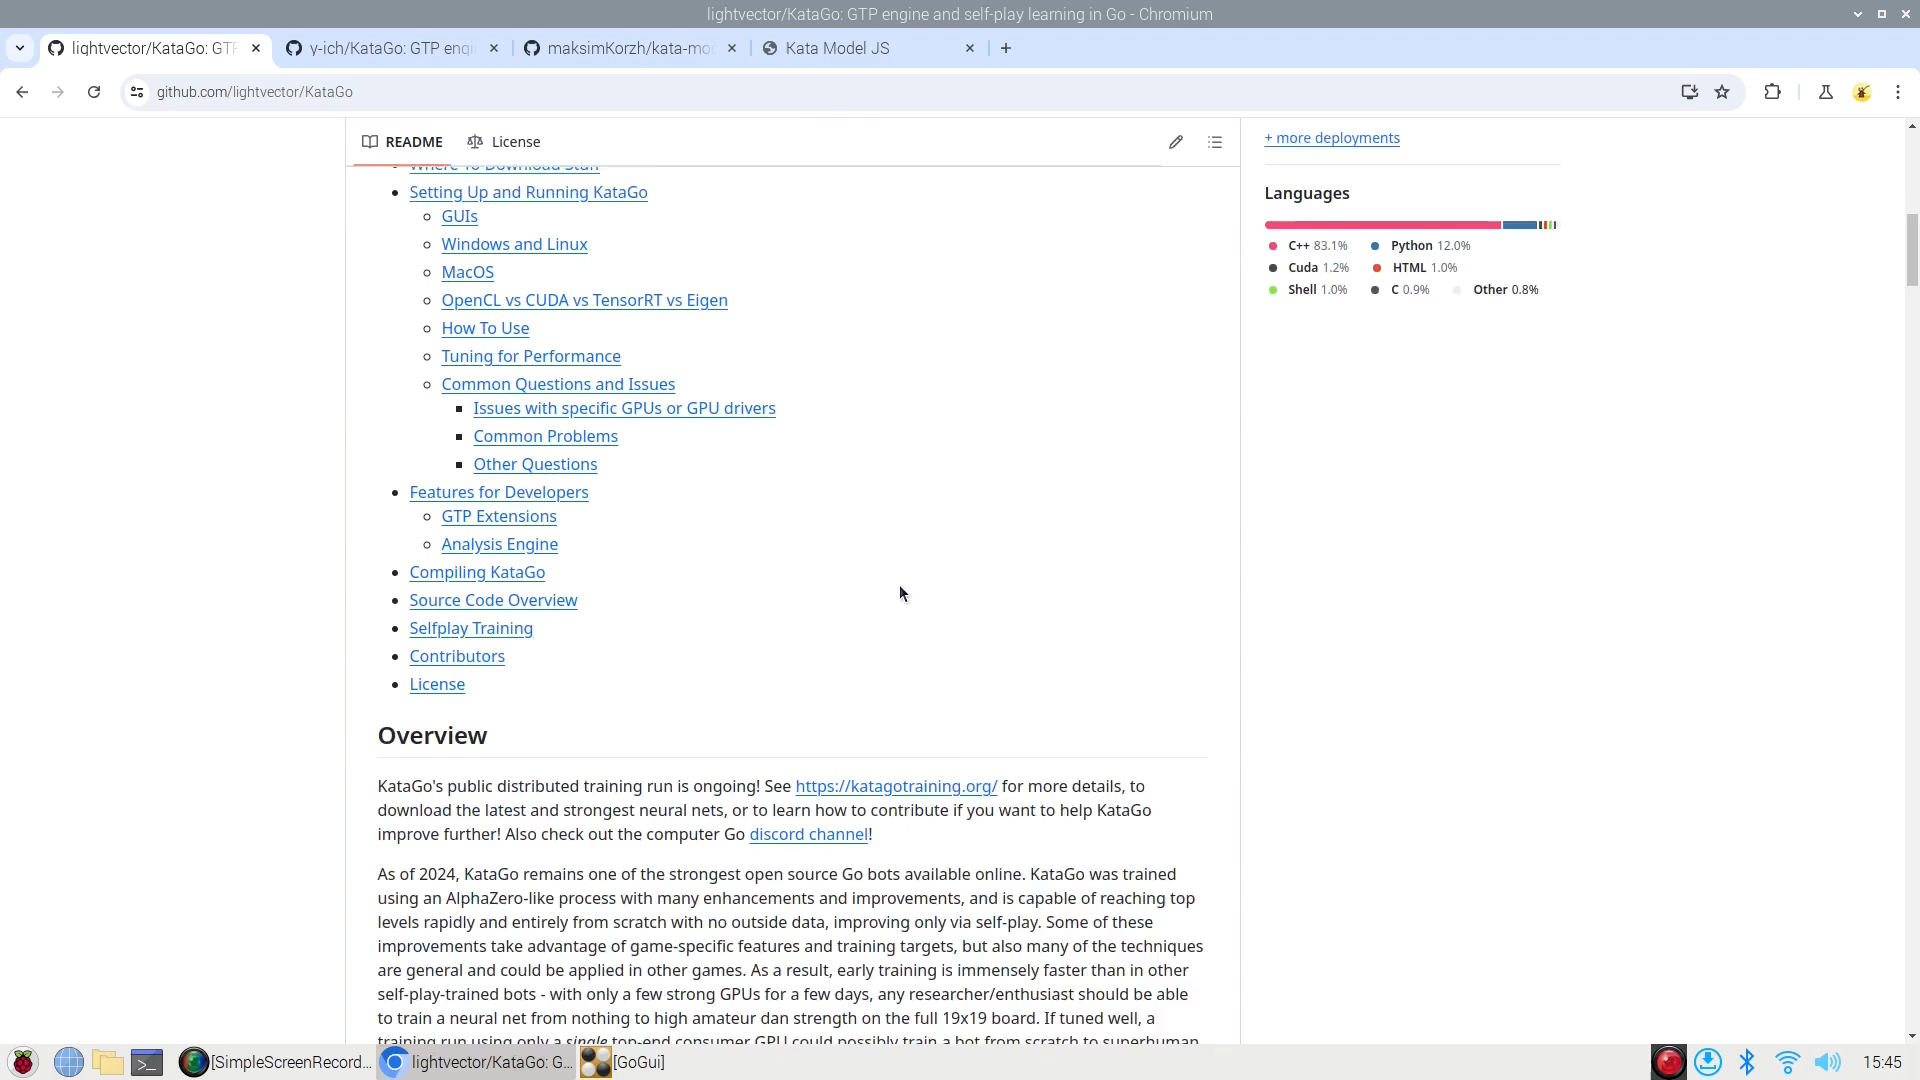 lightvector/KataGo: GTP engine and self-play learning in Go - Chromium
lightvector/KataGo: GTP
y-ich/KataGo: GTP engi
maksimKorzh/kata-mod
Kata Model JS
github.com/lightvector/KataGo
README
License
+ more deployments
Where To Download Stuff
Setting Up and Running KataGo
GUIs
Windows and Linux
MacOS
OpenCL vs CUDA vs TensorRT vs Eigen
How To Use
Tuning for Performance
Common Questions and Issues
Issues with specific GPUs or GPU drivers
Common Problems
Other Questions
Features for Developers
GTP Extensions
Analysis Engine
Compiling KataGo
Source Code Overview
Selfplay Training
Contributors
License
Languages
C++ 83.1% Python 12.0%
Cuda 1.2% HTML 1.0%
Shell 1.0% C 0.9% Other 0.8%
Overview
KataGo's public distributed training run is ongoing! See https://katagotraining.org/ for more details, to
download the latest and strongest neural nets, or to learn how to contribute if you want to help KataGo
improve further! Also check out the computer Go discord channel!
As of 2024, KataGo remains one of the strongest open source Go bots available online. KataGo was trained
using an AlphaZero-like process with many enhancements and improvements, and is capable of reaching top
levels rapidly and entirely from scratch with no outside data, improving only via self-play. Some of these
improvements take advantage of game-specific features and training targets, but also many of the techniques
are general and could be applied in other games. As a result, early training is immensely faster than in other
self-play-trained bots - with only a few strong GPUs for a few days, any researcher/enthusiast should be able
to train a neural net from nothing to high amateur dan strength on the full 19x19 board. If tuned well, a
training run using only a single top-end consumer GPU could possibly train a bot from scratch to superhuman
[SimpleScreenRecord...
lightvector/KataGo: G...
[GoGui]
15:45